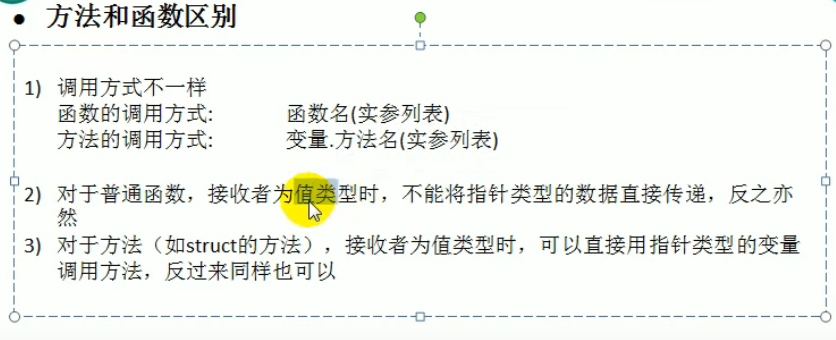 ● 方法和函数区别
1) 调用方式不一样
函数的调用方式: 函数名(实参列表)
方法的调用方式: 变量.方法名(实参列表)
2) 对于普通函数，接收者为值类型时，不能将指针类型的数据直接传递，反之亦
然
3) 对于方法（如struct的方法），接收者为值类型时，可以直接用指针类型的变量
调用方法，反过来同样也可以